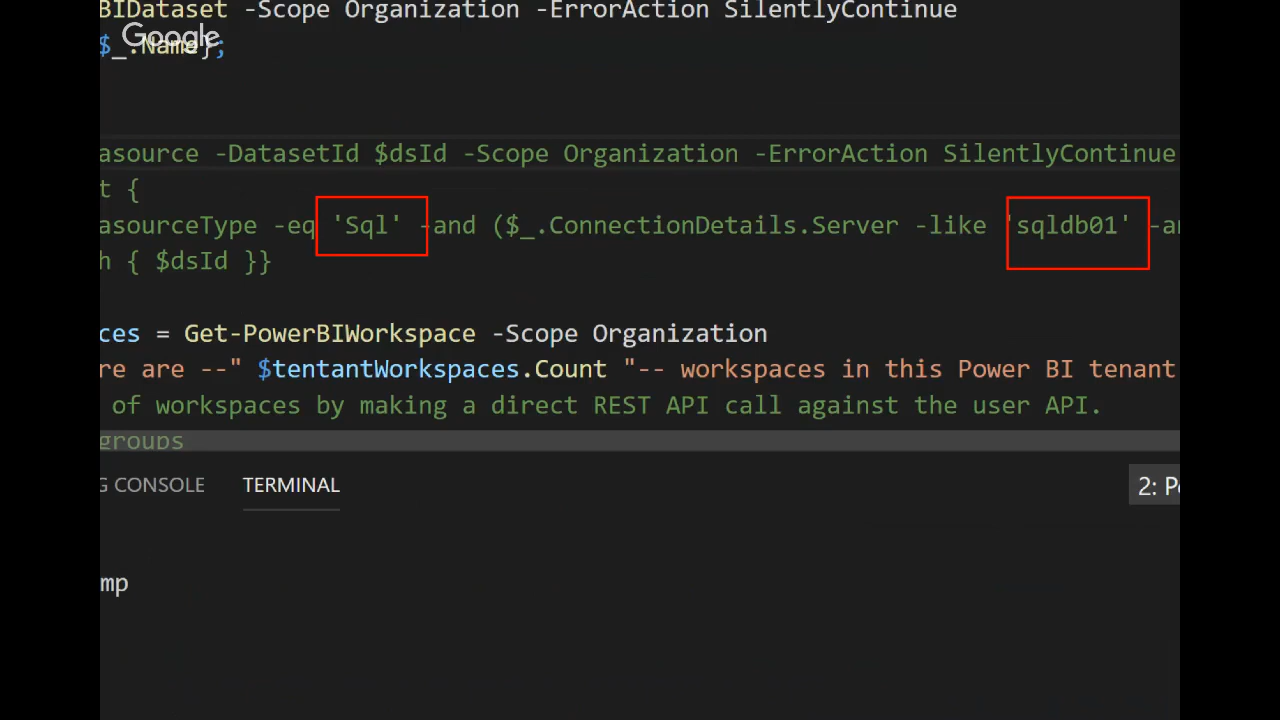 BIDataset -Scope Organization -ErrorAction SilentlyContinue
Google
$_.Name};
asource -DatasetId $dsId -Scope Organization -ErrorAction SilentlyContinue
t {
asourceType -eq 'Sql' -and ($_.ConnectionDetails.Server -like 'sqldb01' -an
h { $dsId }}
ces = Get-PowerBIWorkspace -Scope Organization
re are --" $tentantWorkspaces.Count "-- workspaces in this Power BI tenant
of workspaces by making a direct REST API call against the user API.
groups
G CONSOLE TERMINAL 2: Po
mp